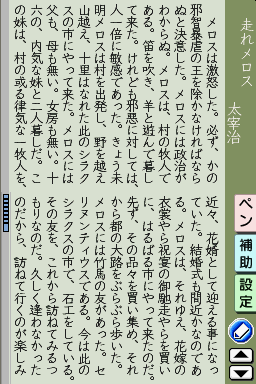 走れメロス
太宰治
メロスは激怒した。必ず、かの
邪智暴虐の王を除かなければなら
ぬと決意した。メロスには政治が
わからぬ。メロスは、村の牧人で
ある。笛を吹き、羊と遊んで暮し
て来た。けれども邪悪に対しては、
人一倍に敏感であった。きょう未
明メロスは村を出発し、野を越え
山越え、十里はなれた此のシラク
スの市にやって来た。メロスには
父も、母も無い。女房も無い。十
六の、内気な妹と二人暮しだ。こ
の妹は、村の或る律気な一牧人を、
近々、花婿として迎える事になっ
ていた。結婚式も間近かなのであ
る。メロスは、それゆえ、花嫁の
衣裳やら祝宴の御馳走やらを買い
に、はるばる市にやって来たのだ。
先ず、その品々を買い集め、それ
から都の大路をぶらぶら歩いた。
メロスには竹馬の友があった。セ
リヌンティウスである。今は此の
シラクスの市で、石工をしている。
その友を、これから訪ねてみるつ
もりなのだ。久しく逢わなかった
のだから、訪ねて行くのが楽しみ
ペン
補助
設定